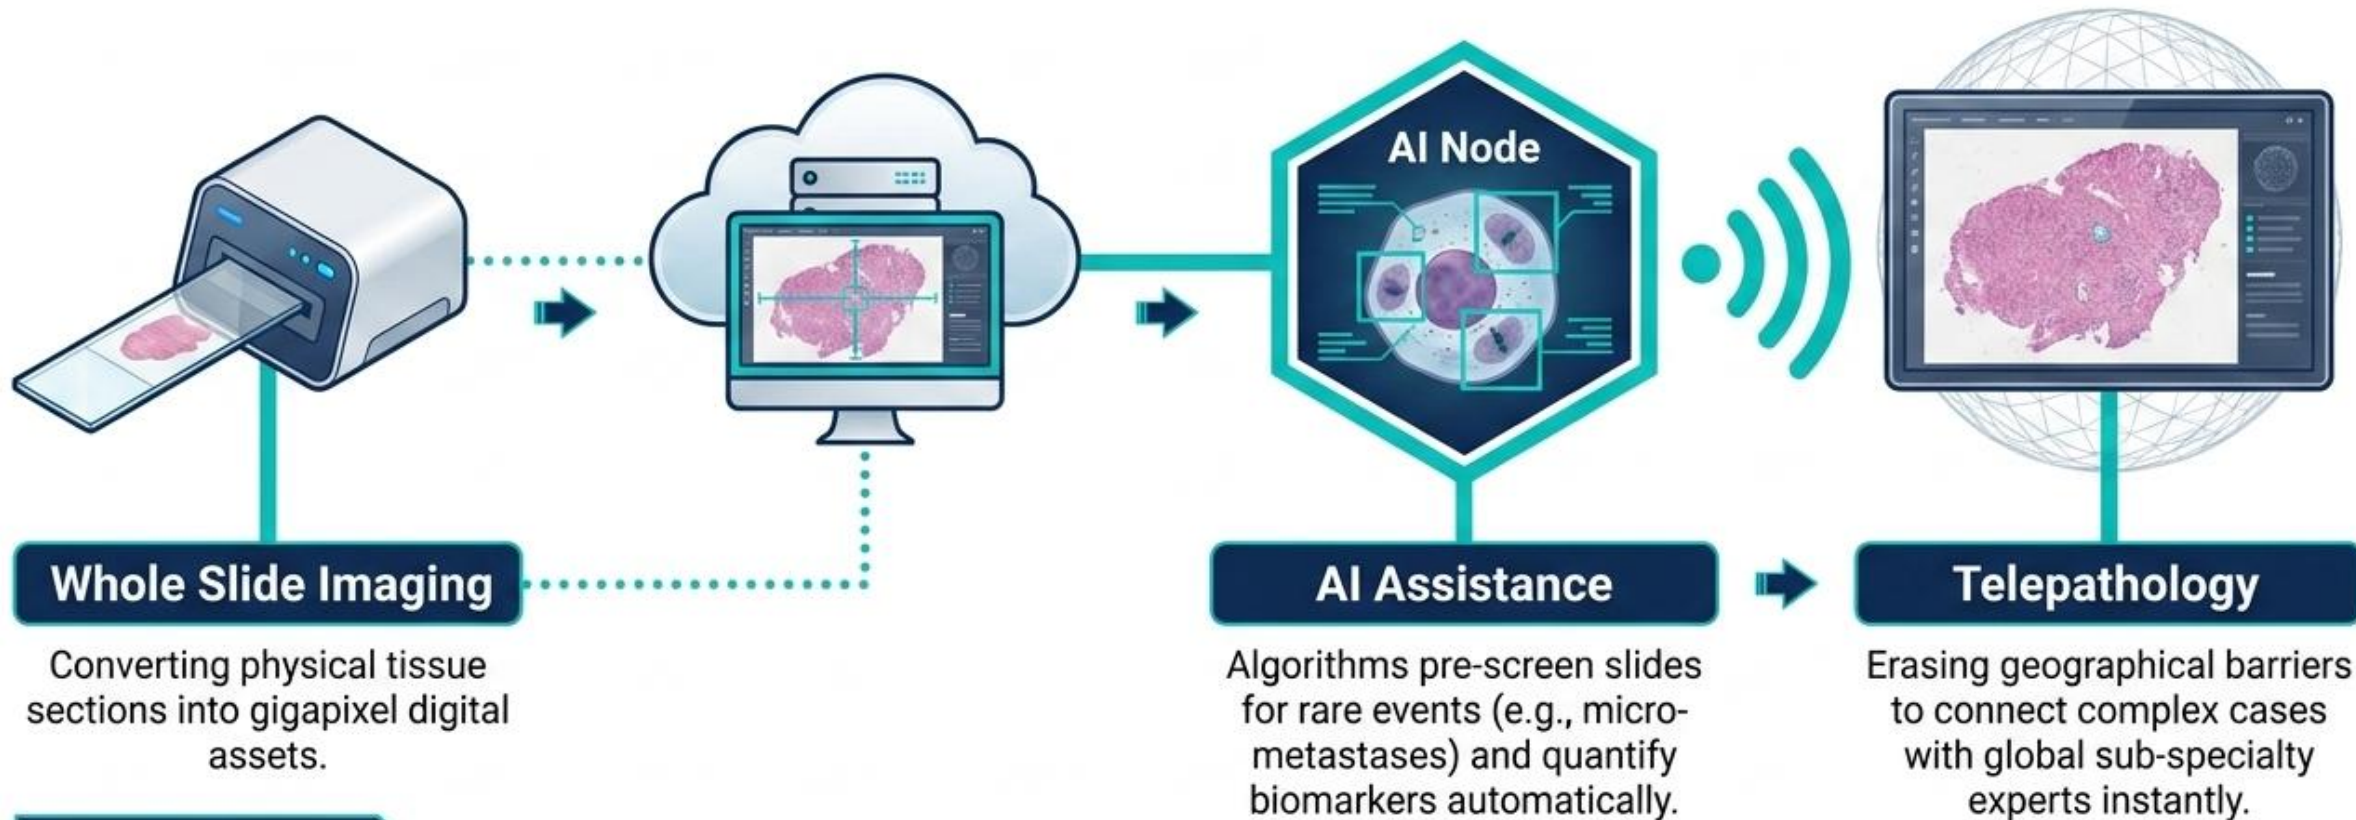 AI Node
Whole Slide Imaging
Converting physical tissue
sections into gigapixel digital
assets.
AI Assistance
Algorithms pre-screen slides
for rare events (e.g., micro-
metastases) and quantify
biomarkers automatically.
Telepathology
Erasing geographical barriers
to connect complex cases
with global sub-specialty
experts instantly.